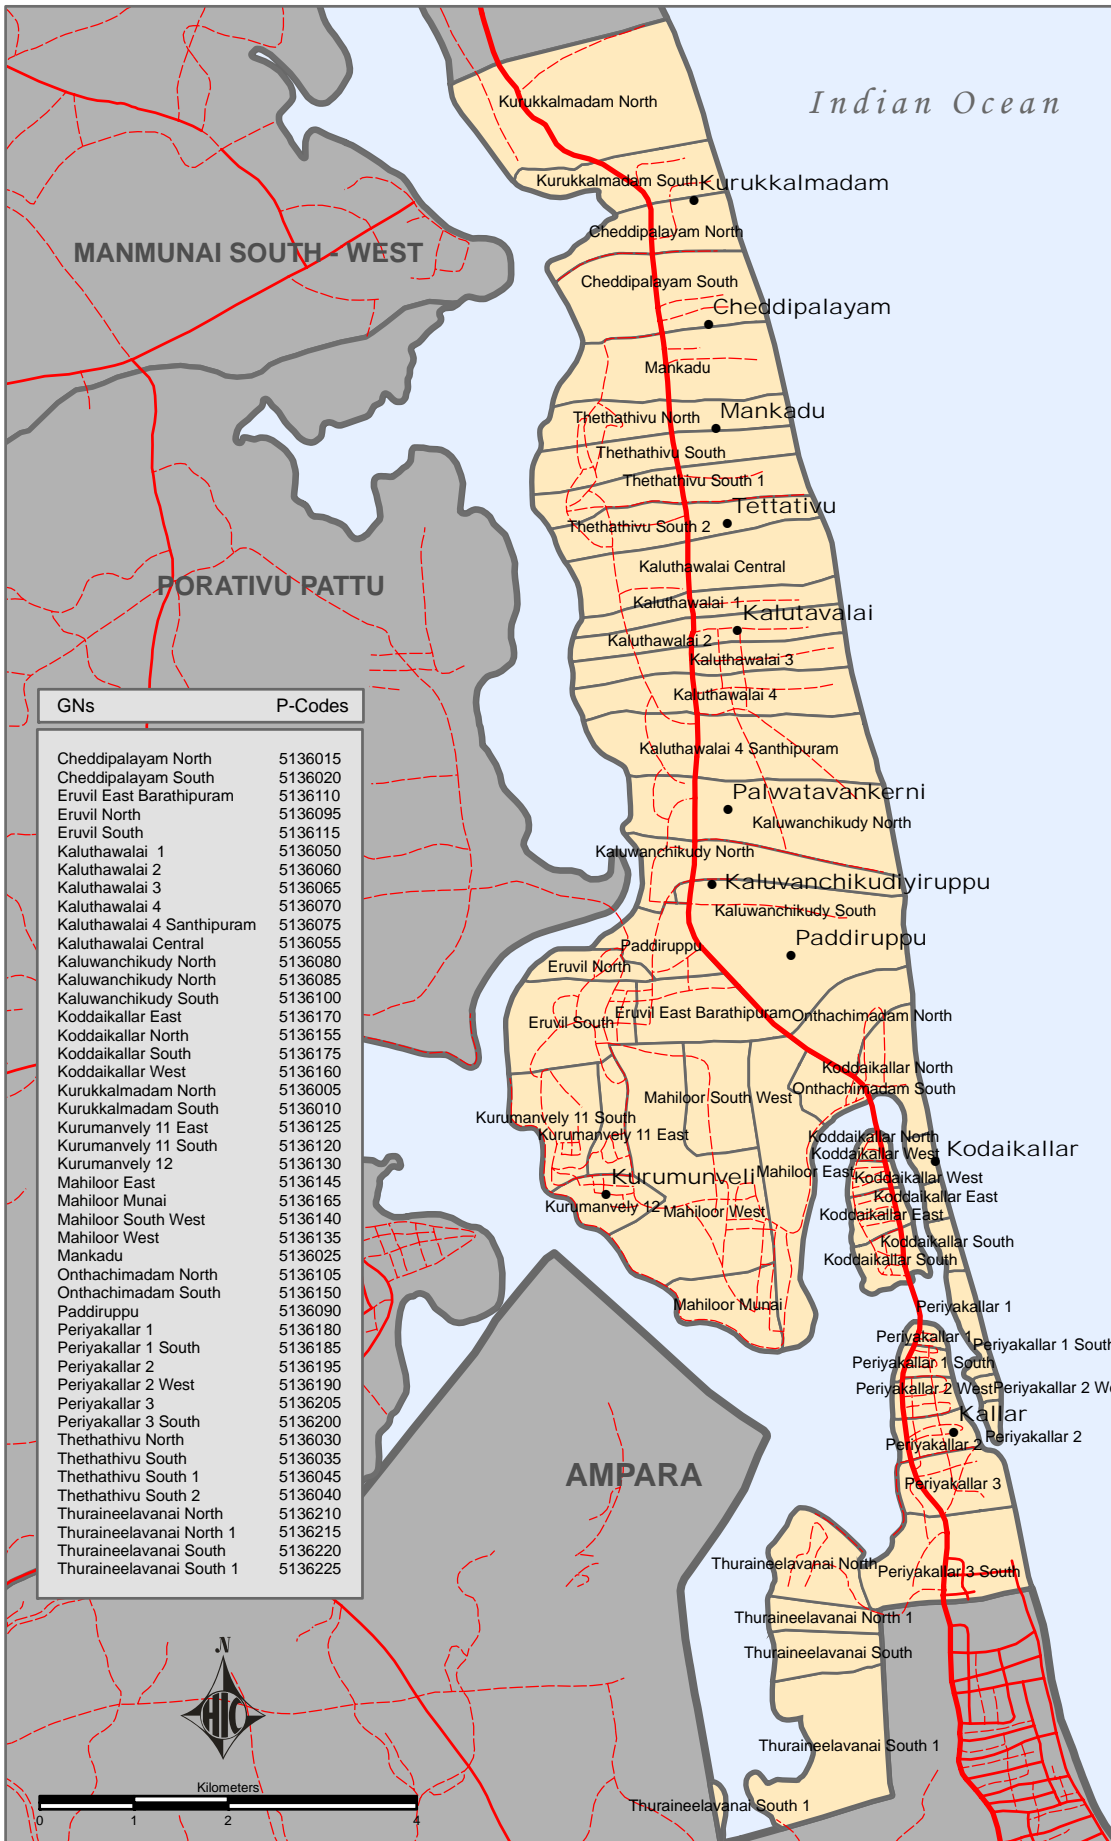 Indian Ocean
Kurukkalmadam North
Kurukkalmadam South
Kurukkalmadam
Cheddipalayam North
MANMUNAI SOUTH - WEST
Cheddipalayam South
Cheddipalayam
Mankadu
Thethathivu North
Mankadu
Thethathivu South
Thethathivu South 1
Tettativu
Thethathivu South 2
Kaluthawalai Central
PORATIVU PATTU
Kaluthawalai  1
Kalutavalai
Kaluthawalai 2
Kaluthawalai 3
Kaluthawalai 4
Kaluthawalai 4 Santhipuram
Palwatavankerni
Kaluwanchikudy North
Kaluwanchikudy North
Kaluvanchikudiyiruppu
Kaluwanchikudy South
Paddiruppu
Paddiruppu
Eruvil North
Eruvil East Barathipuram
Onthachimadam North
Eruvil South
Koddaikallar North
Onthachimadam South
Mahiloor South West
Kurumanvely 11 South
Kurumanvely 11 East
Koddaikallar North
Kodaikallar
Koddaikallar West
Mahiloor East
Koddaikallar West
Kurumunveli
Koddaikallar East
Kurumanvely 12
Mahiloor West
Koddaikallar East
Koddaikallar South
Koddaikallar South
Mahiloor Munai
Periyakallar 1
Periyakallar 1
Periyakallar 1 South
Periyakallar 1 South
Periyakallar 2 West
Periyakallar 2 We
Kallar
Periyakallar 2
Periyakallar 2
AMPARA
Periyakallar 3
Thuraineelavanai North
Periyakallar 3 South
Thuraineelavanai North 1
Thuraineelavanai South
Thuraineelavanai South 1
Thuraineelavanai South 1
GNs P-Codes
Cheddipalayam North 5136015
Cheddipalayam South 5136020
Eruvil East Barathipuram 5136110
Eruvil North 5136095
Eruvil South 5136115
Kaluthawalai  1 5136050
Kaluthawalai 2 5136060
Kaluthawalai 3 5136065
Kaluthawalai 4 5136070
Kaluthawalai 4 Santhipuram 5136075
Kaluthawalai Central 5136055
Kaluwanchikudy North 5136080
Kaluwanchikudy North 5136085
Kaluwanchikudy South 5136100
Koddaikallar East 5136170
Koddaikallar North 5136155
Koddaikallar South 5136175
Koddaikallar West 5136160
Kurukkalmadam North 5136005
Kurukkalmadam South 5136010
Kurumanvely 11 East 5136125
Kurumanvely 11 South 5136120
Kurumanvely 12 5136130
Mahiloor East 5136145
Mahiloor Munai 5136165
Mahiloor South West 5136140
Mahiloor West 5136135
Mankadu 5136025
Onthachimadam North 5136105
Onthachimadam South 5136150
Paddiruppu 5136090
Periyakallar 1 5136180
Periyakallar 1 South 5136185
Periyakallar 2 5136195
Periyakallar 2 West 5136190
Periyakallar 3 5136205
Periyakallar 3 South 5136200
Thethathivu North 5136030
Thethathivu South 5136035
Thethathivu South 1 5136045
Thethathivu South 2 5136040
Thuraineelavanai North 5136210
Thuraineelavanai North 1 5136215
Thuraineelavanai South 5136220
Thuraineelavanai South 1 5136225
N
HIC
Kilometers
0 1 2 4